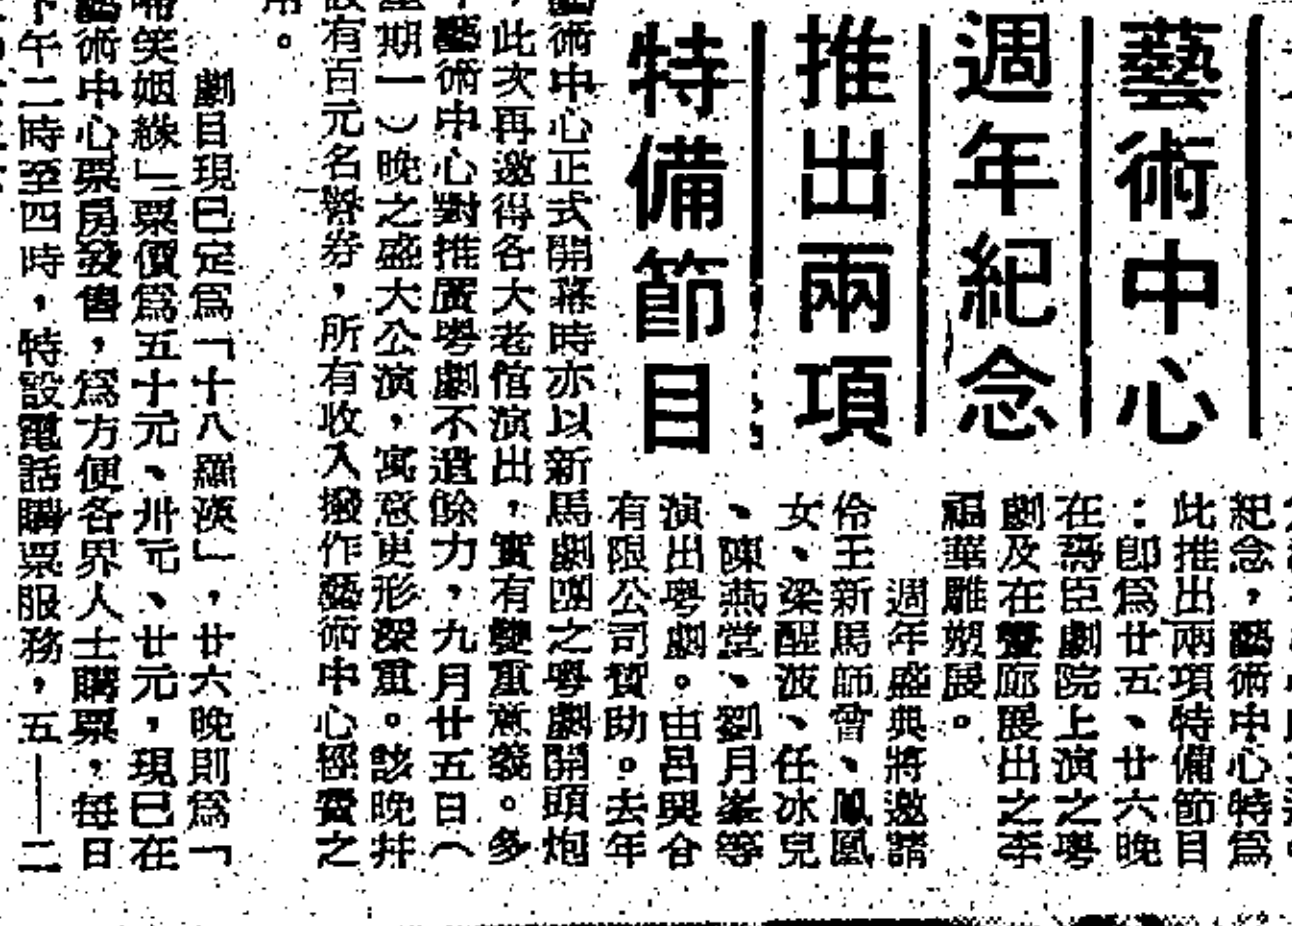 藝術中心
週年紀念
推出兩項
特備節目
紀念，藝術中心特爲
此推出兩項特備節目
：即爲廿五、廿六晚
在壽臣劇院上演之粵
劇及在畫廊展出之李
福華雕塑展。
週年盛典將邀請
伶王新馬師曾、鳳凰
女、梁醒波、任冰兒
、陳燕棠、劉月峯等
演出粵劇。由呂興合
有限公司贊助。去年
藝術中心正式開幕時亦以新馬劇團之粵劇開頭炮
，此次再邀得各大老倌演出，實有雙重意義。多
藝術中心對推廣粵劇不遺餘力，九月廿五日（
星期一）晚之盛大公演，寓意更形深重。該晚并
設有百元名譽券，所有收入撥作藝術中心經費之
用。
劇目現已定爲「十八羅漢」，廿六晚則爲「
啼笑姻緣」票價爲五十元、卅元、廿元，現已在
藝術中心票房發售，爲方便各界人士購票，每日
下午二時至四時，特設電話購票服務，五——二